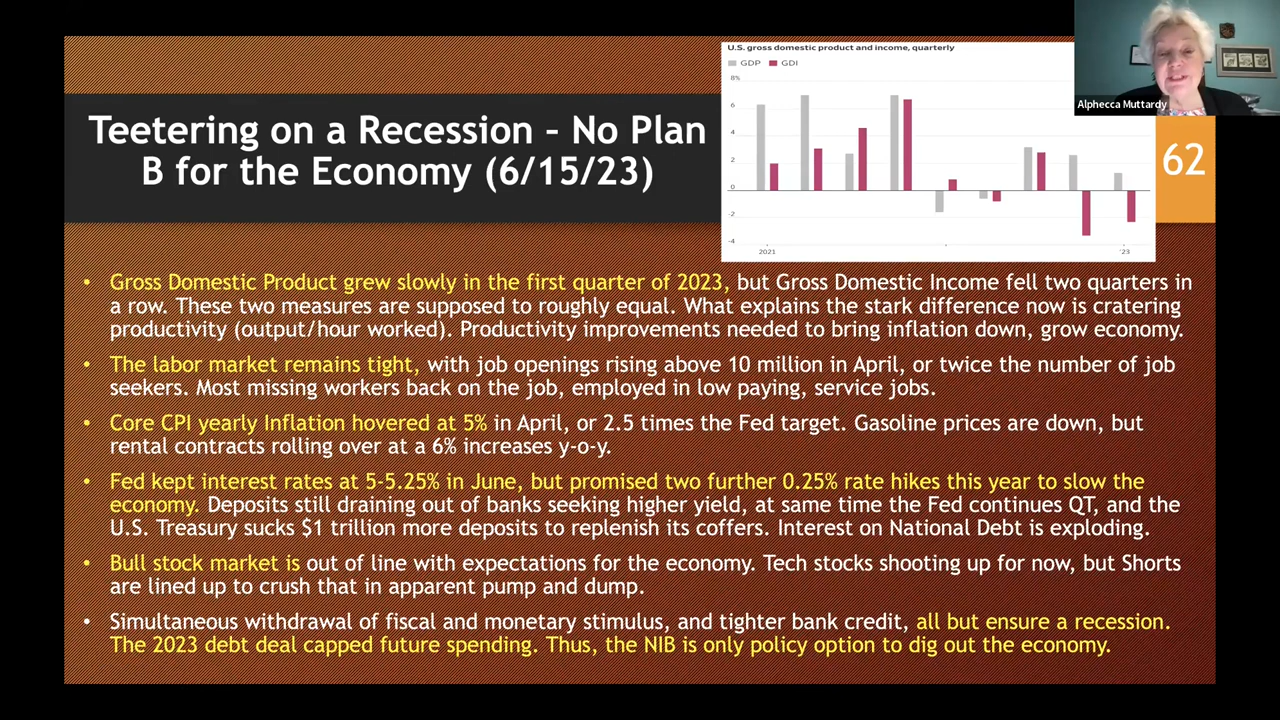 U.S. gross domestic product and income, quarterly
GDP GDI
8%
6
4
2
0
-2
-4
2021 '23
Alphecca Muttardy
Teetering on a Recession – No Plan
B for the Economy (6/15/23)
62
• Gross Domestic Product grew slowly in the first quarter of 2023, but Gross Domestic Income fell two quarters in
a row. These two measures are supposed to roughly equal. What explains the stark difference now is cratering
productivity (output/hour worked). Productivity improvements needed to bring inflation down, grow economy.
• The labor market remains tight, with job openings rising above 10 million in April, or twice the number of job
seekers. Most missing workers back on the job, employed in low paying, service jobs.
• Core CPI yearly Inflation hovered at 5% in April, or 2.5 times the Fed target. Gasoline prices are down, but
rental contracts rolling over at a 6% increases y-o-y.
• Fed kept interest rates at 5-5.25% in June, but promised two further 0.25% rate hikes this year to slow the
economy. Deposits still draining out of banks seeking higher yield, at same time the Fed continues QT, and the
U.S. Treasury sucks $1 trillion more deposits to replenish its coffers. Interest on National Debt is exploding.
• Bull stock market is out of line with expectations for the economy. Tech stocks shooting up for now, but Shorts
are lined up to crush that in apparent pump and dump.
• Simultaneous withdrawal of fiscal and monetary stimulus, and tighter bank credit, all but ensure a recession.
The 2023 debt deal capped future spending. Thus, the NIB is only policy option to dig out the economy.